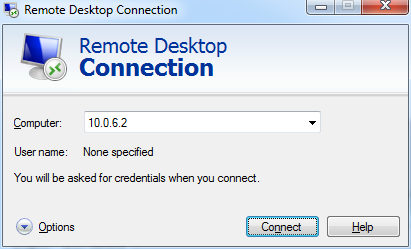 Remote Desktop Connection
Remote Desktop
Connection
Computer: 10.0.6.2
User name: None specified
You will be asked for credentials when you connect.
Options Connect Help